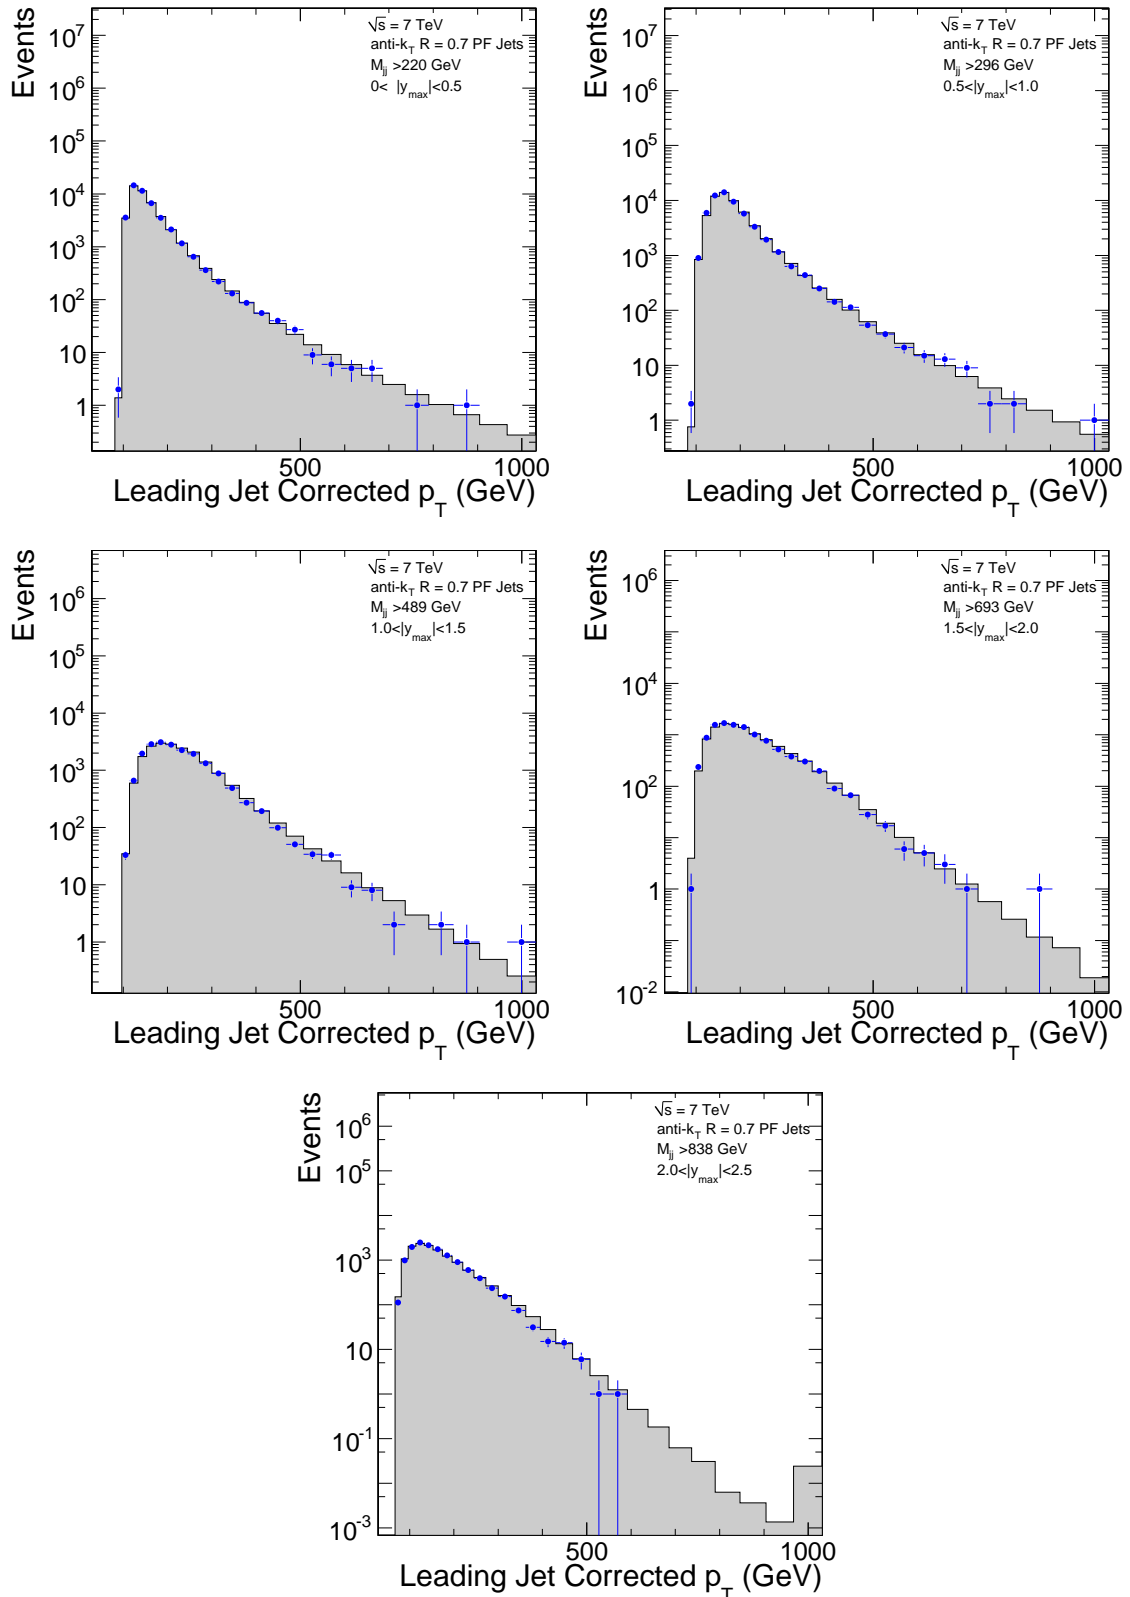 Events
10^7
10^6
10^5
10^4
10^3
10^2
10
1
√s = 7 TeV
anti-k_T R = 0.7 PF Jets
M_jj >220 GeV
0< |y_max|<0.5
500
1000
Leading Jet Corrected p_T (GeV)
Events
10^7
10^6
10^5
10^4
10^3
10^2
10
1
√s = 7 TeV
anti-k_T R = 0.7 PF Jets
M_jj >296 GeV
0.5<|y_max|<1.0
500
1000
Leading Jet Corrected p_T (GeV)
Events
10^6
10^5
10^4
10^3
10^2
10
1
√s = 7 TeV
anti-k_T R = 0.7 PF Jets
M_jj >489 GeV
1.0<|y_max|<1.5
500
1000
Leading Jet Corrected p_T (GeV)
Events
10^6
10^4
10^2
1
10^-2
√s = 7 TeV
anti-k_T R = 0.7 PF Jets
M_jj >693 GeV
1.5<|y_max|<2.0
500
1000
Leading Jet Corrected p_T (GeV)
Events
10^6
10^5
10^3
10
10^-1
10^-3
√s = 7 TeV
anti-k_T R = 0.7 PF Jets
M_jj >838 GeV
2.0<|y_max|<2.5
500
1000
Leading Jet Corrected p_T (GeV)